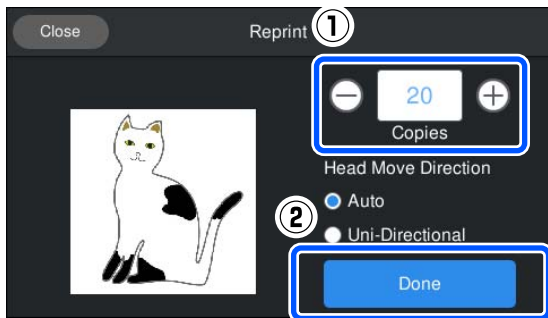 Close
Reprint
①
20
Copies
Head Move Direction
Auto
②
Uni-Directional
Done